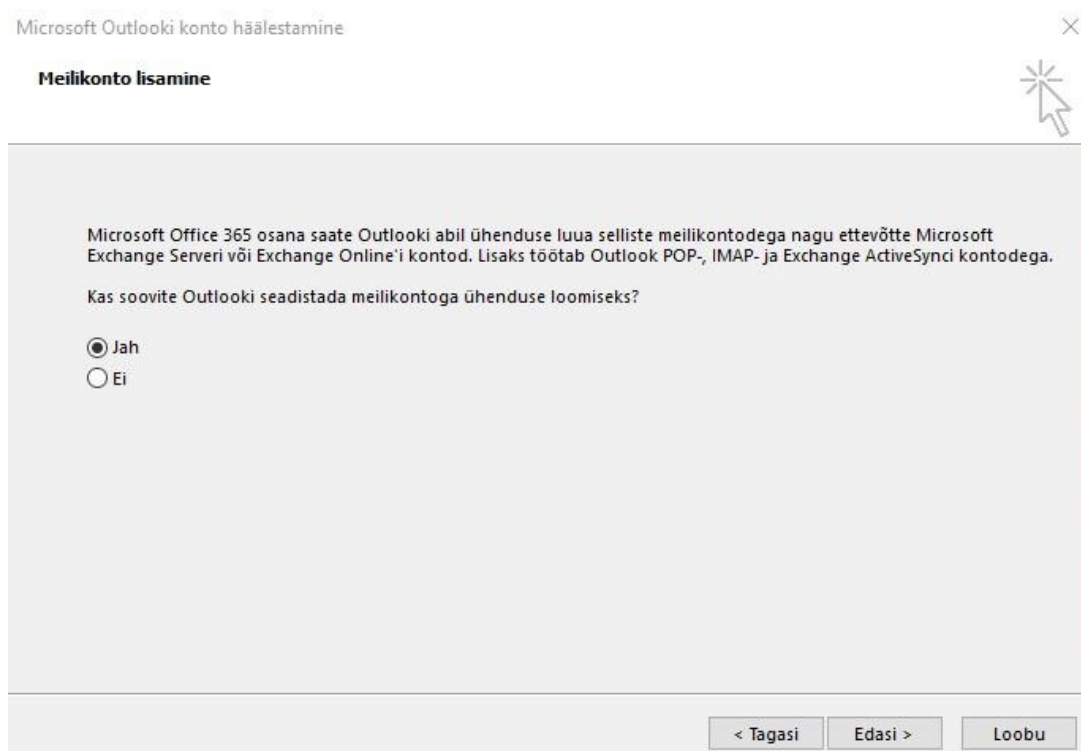 Microsoft Outlooki konto häälestamine
Meilikonto lisamine
Microsoft Office 365 osana saate Outlooki abil ühenduse luua selliste meilikontodega nagu ettevõtte Microsoft
Exchange Serveri või Exchange Online'i kontod. Lisaks töötab Outlook POP-, IMAP- ja Exchange ActiveSynci kontodega.
Kas soovite Outlooki seadistada meilikontoga ühenduse loomiseks?
Jah
Ei
< Tagasi Edasi > Loobu